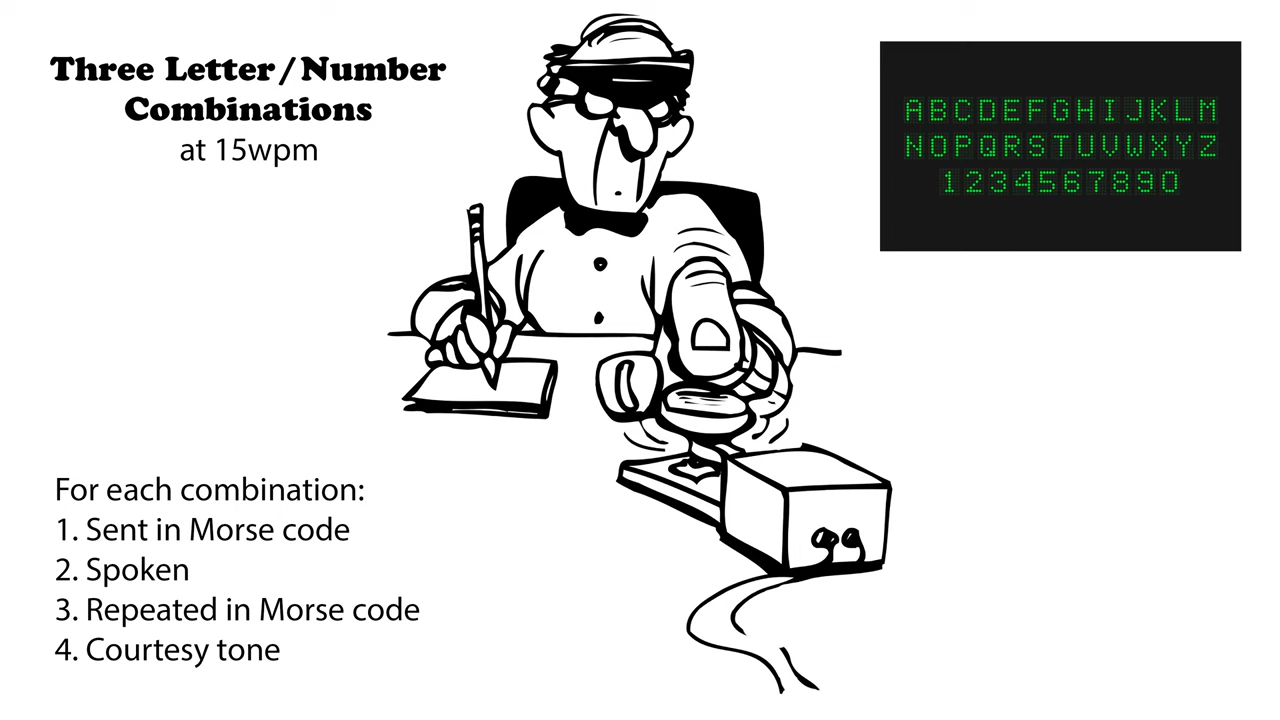 Three Letter/Number
Combinations
at 15wpm
ABCDEFGHIJKLM
NOPQRSTUVWXYZ
1234567890
For each combination:
1. Sent in Morse code
2. Spoken
3. Repeated in Morse code
4. Courtesy tone